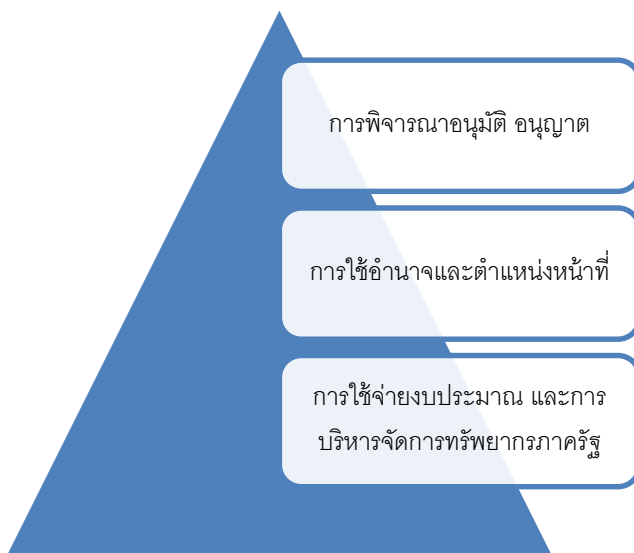 การพิจารณาอนุมัติ อนุญาต
การใช้อำนาจและตำแหน่งหน้าที่
การใช้จ่ายงบประมาณ และการ
บริหารจัดการทรัพยากรภาครัฐ